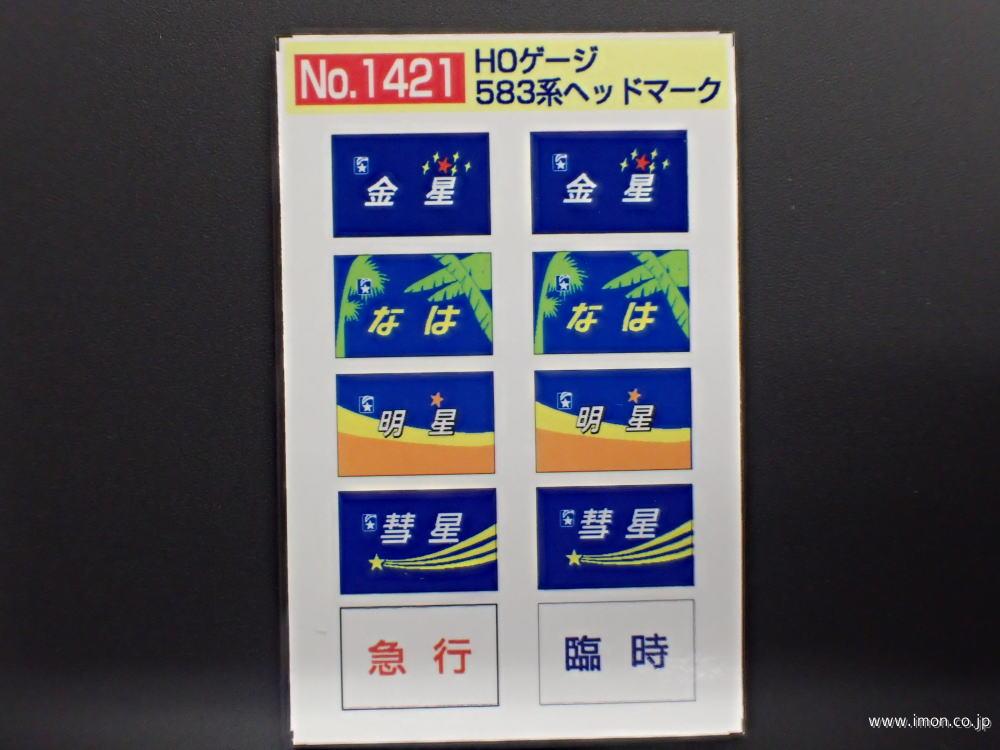 No.1421
HOゲージ
583系ヘッドマーク
金星 金星
なは なは
明星 明星
彗星 彗星
急行 臨時
www.imon.co.jp